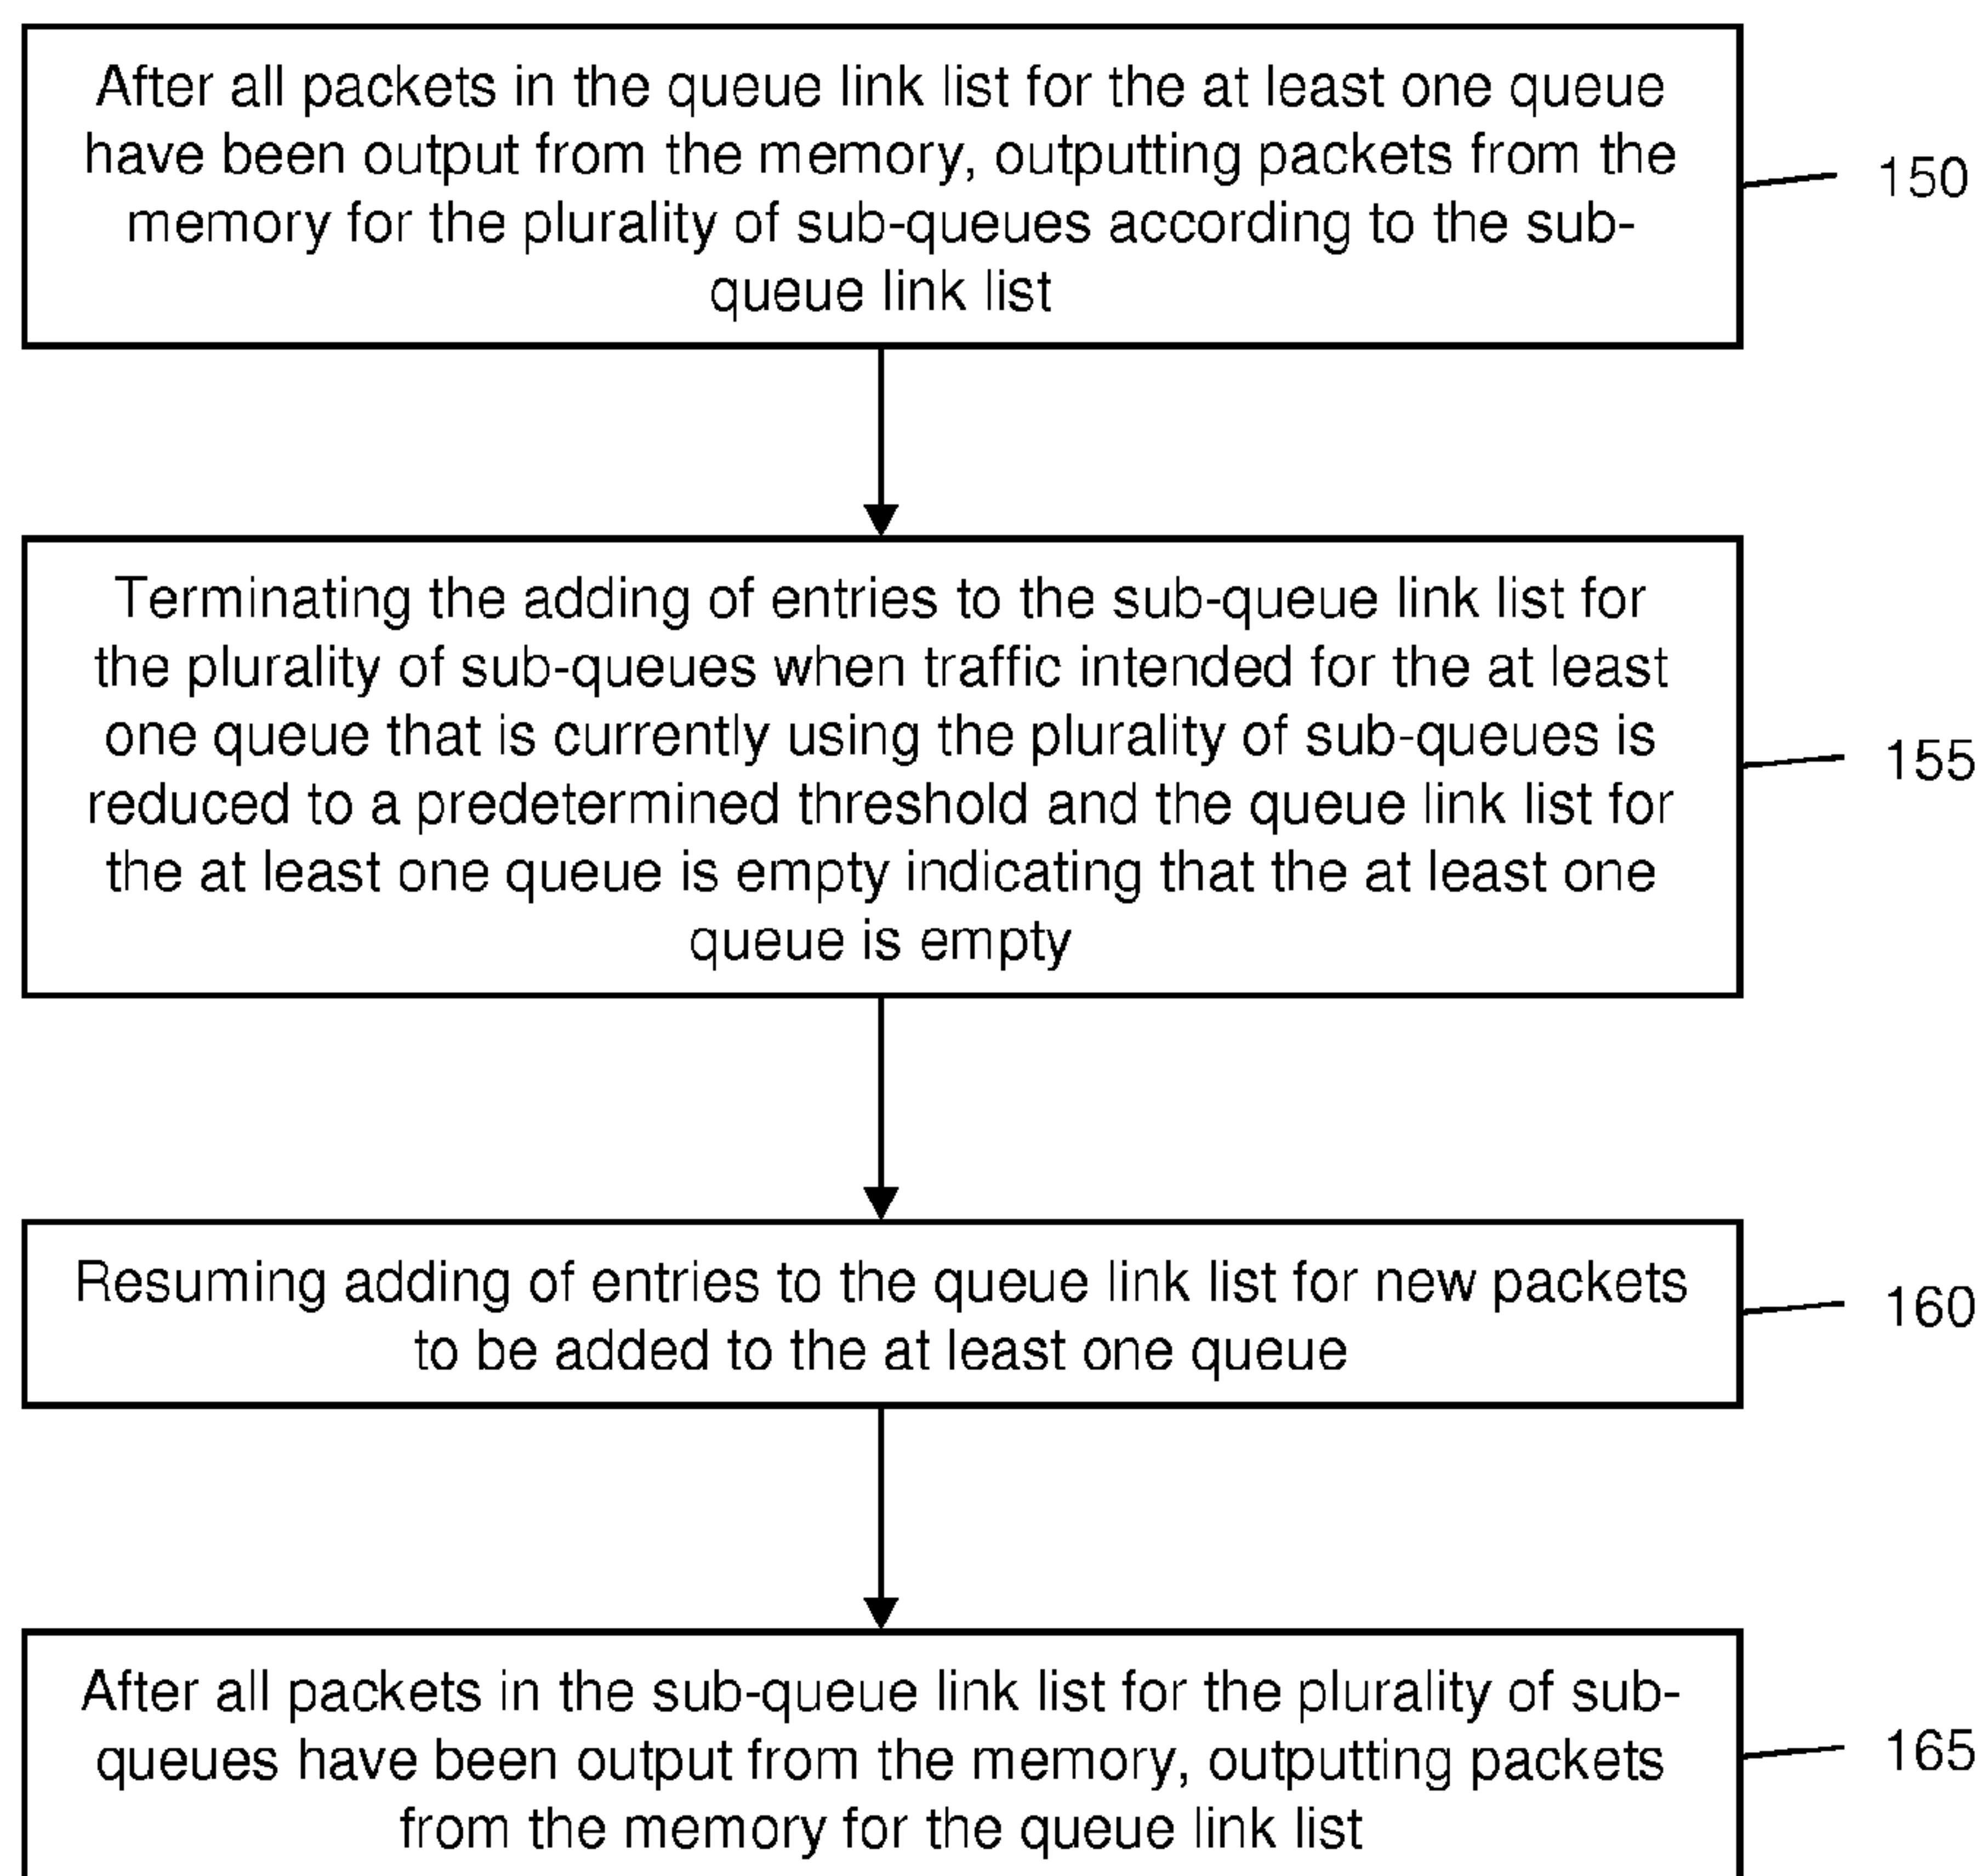 After all packets in the queue link list for the at least one queue
have been output from the memory, outputting packets from the
memory for the plurality of sub-queues according to the sub-
queue link list
150
Terminating the adding of entries to the sub-queue link list for
the plurality of sub-queues when traffic intended for the at least
one queue that is currently using the plurality of sub-queues is
reduced to a predetermined threshold and the queue link list for
the at least one queue is empty indicating that the at least one
queue is empty
155
Resuming adding of entries to the queue link list for new packets
to be added to the at least one queue
160
After all packets in the sub-queue link list for the plurality of sub-
queues have been output from the memory, outputting packets
from the memory for the queue link list
165